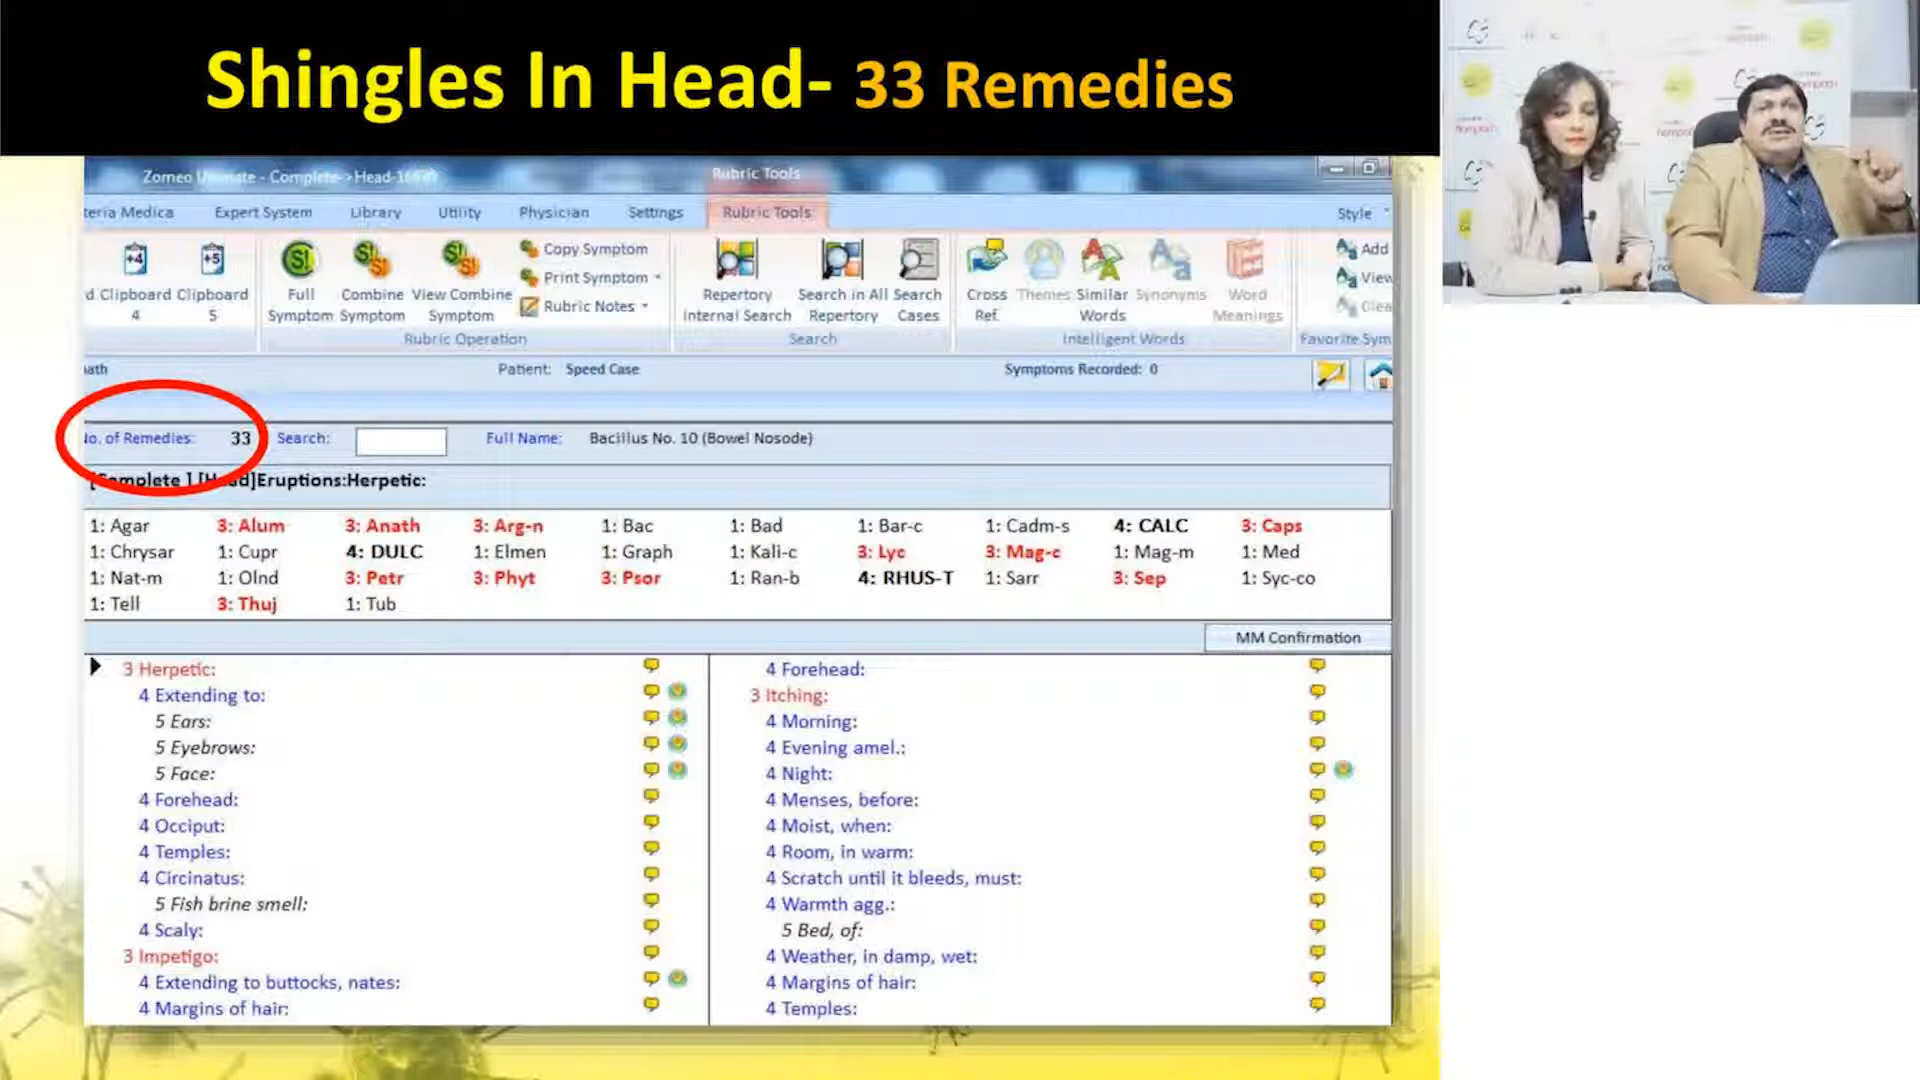 Shingles In Head- 33 Remedies
Rubric Tools
Materia Medica Expert System Library Utility Physician Settings Rubric Tools Style
Copy Symptom
Print Symptom
Rubric Notes
Clipboard 4
Clipboard 5
Full Symptom
Combine Symptom
View Combine Symptom
Repertory Internal Search
Search in All Repertory
Search Cases
Cross Ref.
Themes
Similar Words
Synonyms
Word Meanings
Add
View
Rubric Operation Search Intelligent Words Favorite Sym
Patient: Speed Case Symptoms Recorded: 0
No. of Remedies: 33 Search: Full Name: Bacillus No. 10 (Bowel Nosode)
[Complete ] [Head]Eruptions:Herpetic:
1: Agar 3: Alum 3: Anath 3: Arg-n 1: Bac 1: Bad 1: Bar-c 1: Cadm-s 4: CALC 3: Caps
1: Chrysar 1: Cupr 4: DULC 1: Elmen 1: Graph 1: Kali-c 3: Lyc 3: Mag-c 1: Mag-m 1: Med
1: Nat-m 1: Olnd 3: Petr 3: Phyt 3: Psor 1: Ran-b 4: RHUS-T 1: Sarr 3: Sep 1: Syc-co
1: Tell 3: Thuj 1: Tub
MM Confirmation
3 Herpetic:
4 Extending to:
5 Ears:
5 Eyebrows:
5 Face:
4 Forehead:
4 Occiput:
4 Temples:
4 Circinatus:
5 Fish brine smell:
4 Scaly:
3 Impetigo:
4 Extending to buttocks, nates:
4 Margins of hair:
4 Forehead:
3 Itching:
4 Morning:
4 Evening amel.:
4 Night:
4 Menses, before:
4 Moist, when:
4 Room, in warm:
4 Scratch until it bleeds, must:
4 Warmth agg.:
5 Bed, of:
4 Weather, in damp, wet:
4 Margins of hair:
4 Temples: